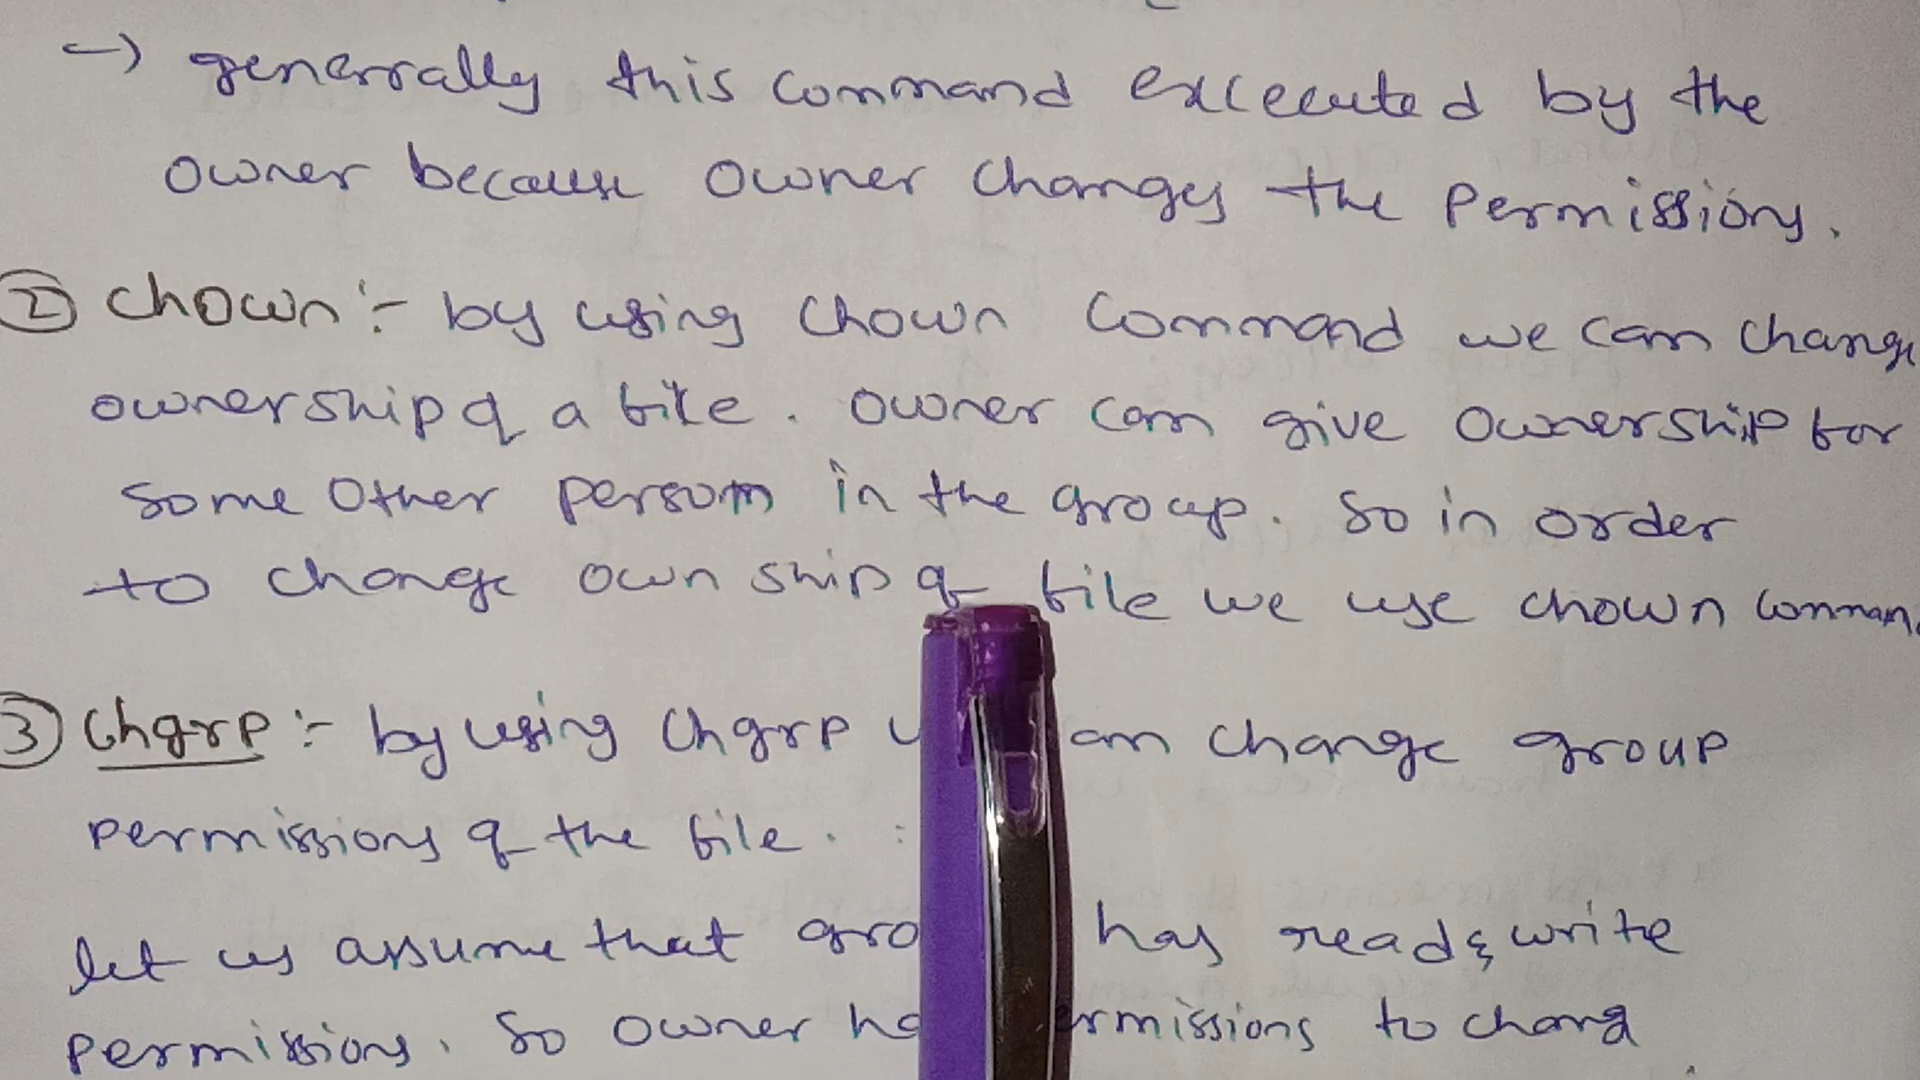 → generally this command excecuted by the
owner because owner changes the permissions.
② chown :- by using chown command we can change
ownership of a file. owner can give ownership for
some other person in the group. So in order
to change ownship of file we use chown comman
③ chgrp :- by using chgrp change group
permissions of the file. :
let us assume that has read & write
permissions. So owner to chang